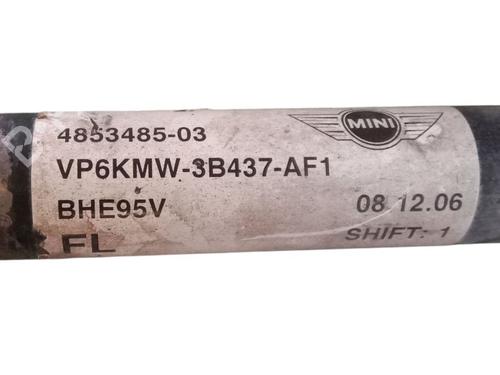 MINI
4853485-03
VP6KMW-3B437-AF1
BHE95V
08 12.06
FL
SHIFT: 1